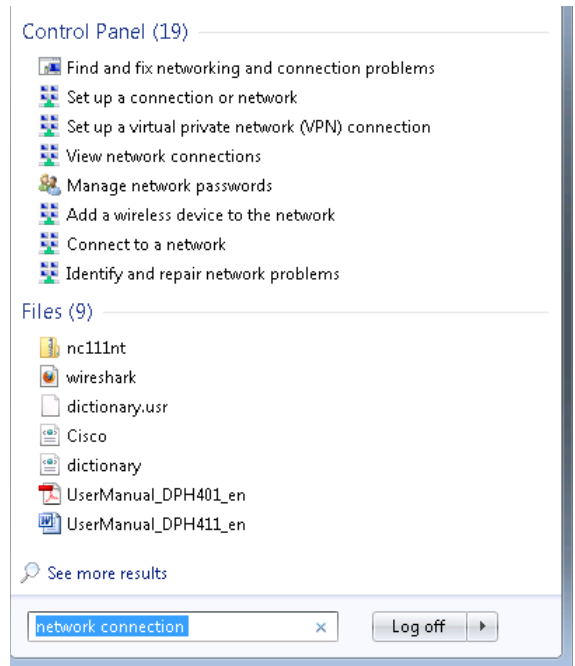 Control Panel (19)
Find and fix networking and connection problems
Set up a connection or network
Set up a virtual private network (VPN) connection
View network connections
Manage network passwords
Add a wireless device to the network
Connect to a network
Identify and repair network problems
Files (9)
nc111nt
wireshark
dictionary.usr
Cisco
dictionary
UserManual_DPH401_en
UserManual_DPH411_en
See more results
network connection
Log off